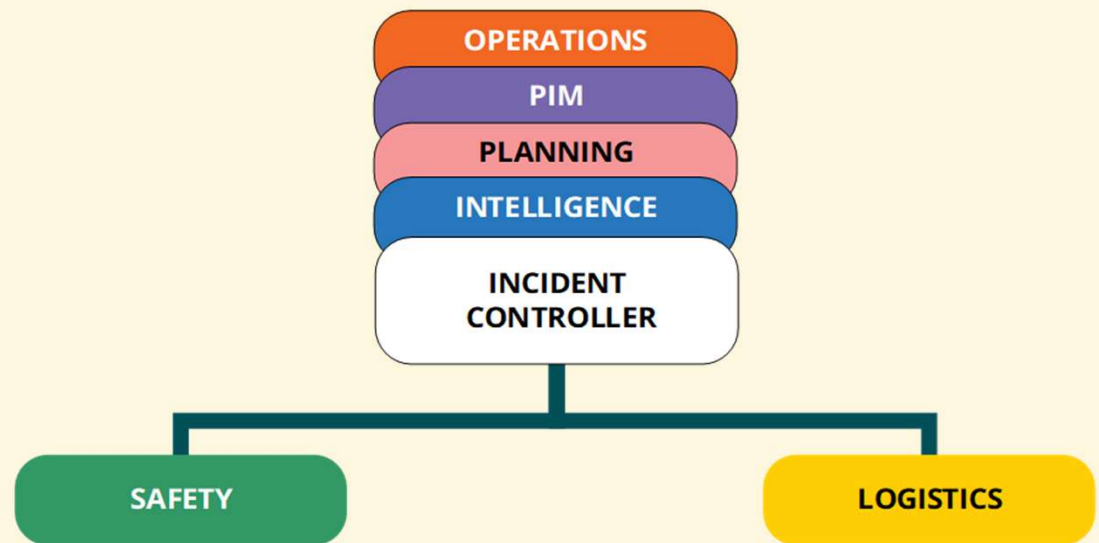 OPERATIONS
PIM
PLANNING
INTELLIGENCE
INCIDENT
CONTROLLER
SAFETY
LOGISTICS